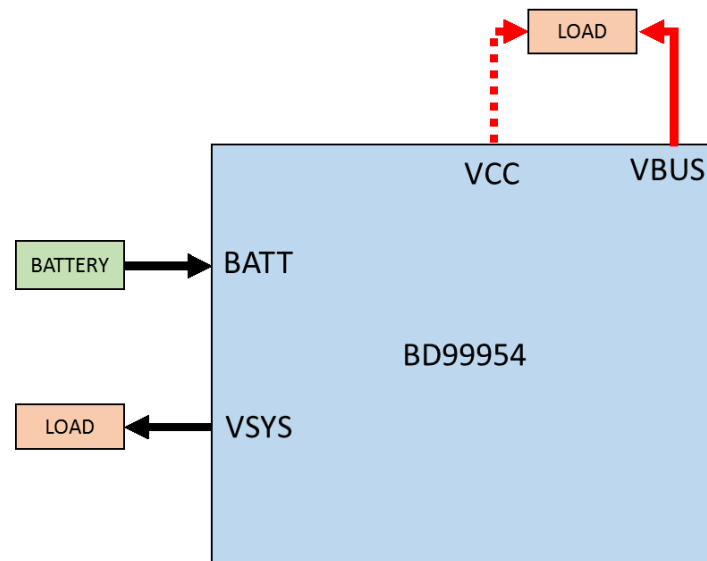 LOAD
VCC
VBUS
BATTERY
BATT
BD99954
LOAD
VSYS